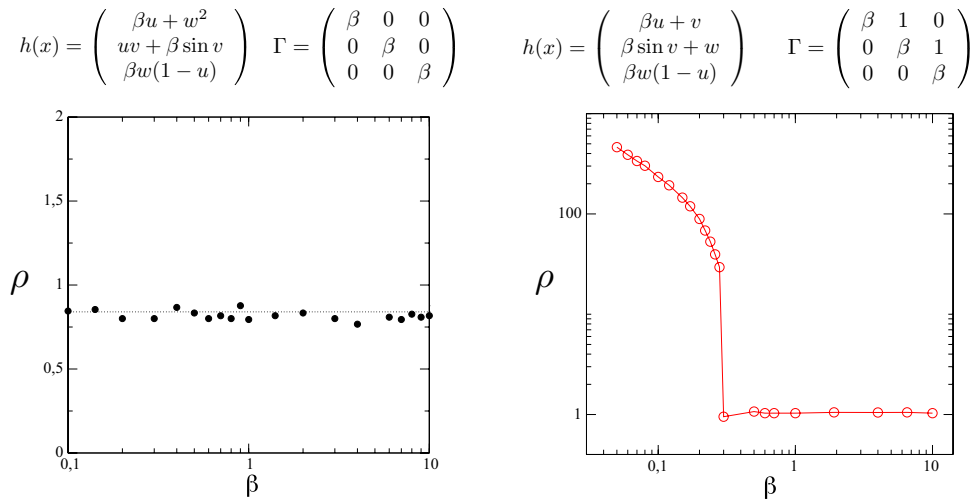 h(x) = ( βu + w² ; uv + β sin v ; βw(1 − u) ) Γ = ( β 0 0 ; 0 β 0 ; 0 0 β )
h(x) = ( βu + v ; β sin v + w ; βw(1 − u) ) Γ = ( β 1 0 ; 0 β 1 ; 0 0 β )
2
1,5
1
0,5
0
ρ
0,1 1 10
β
100
1
ρ
0,1 1 10
β